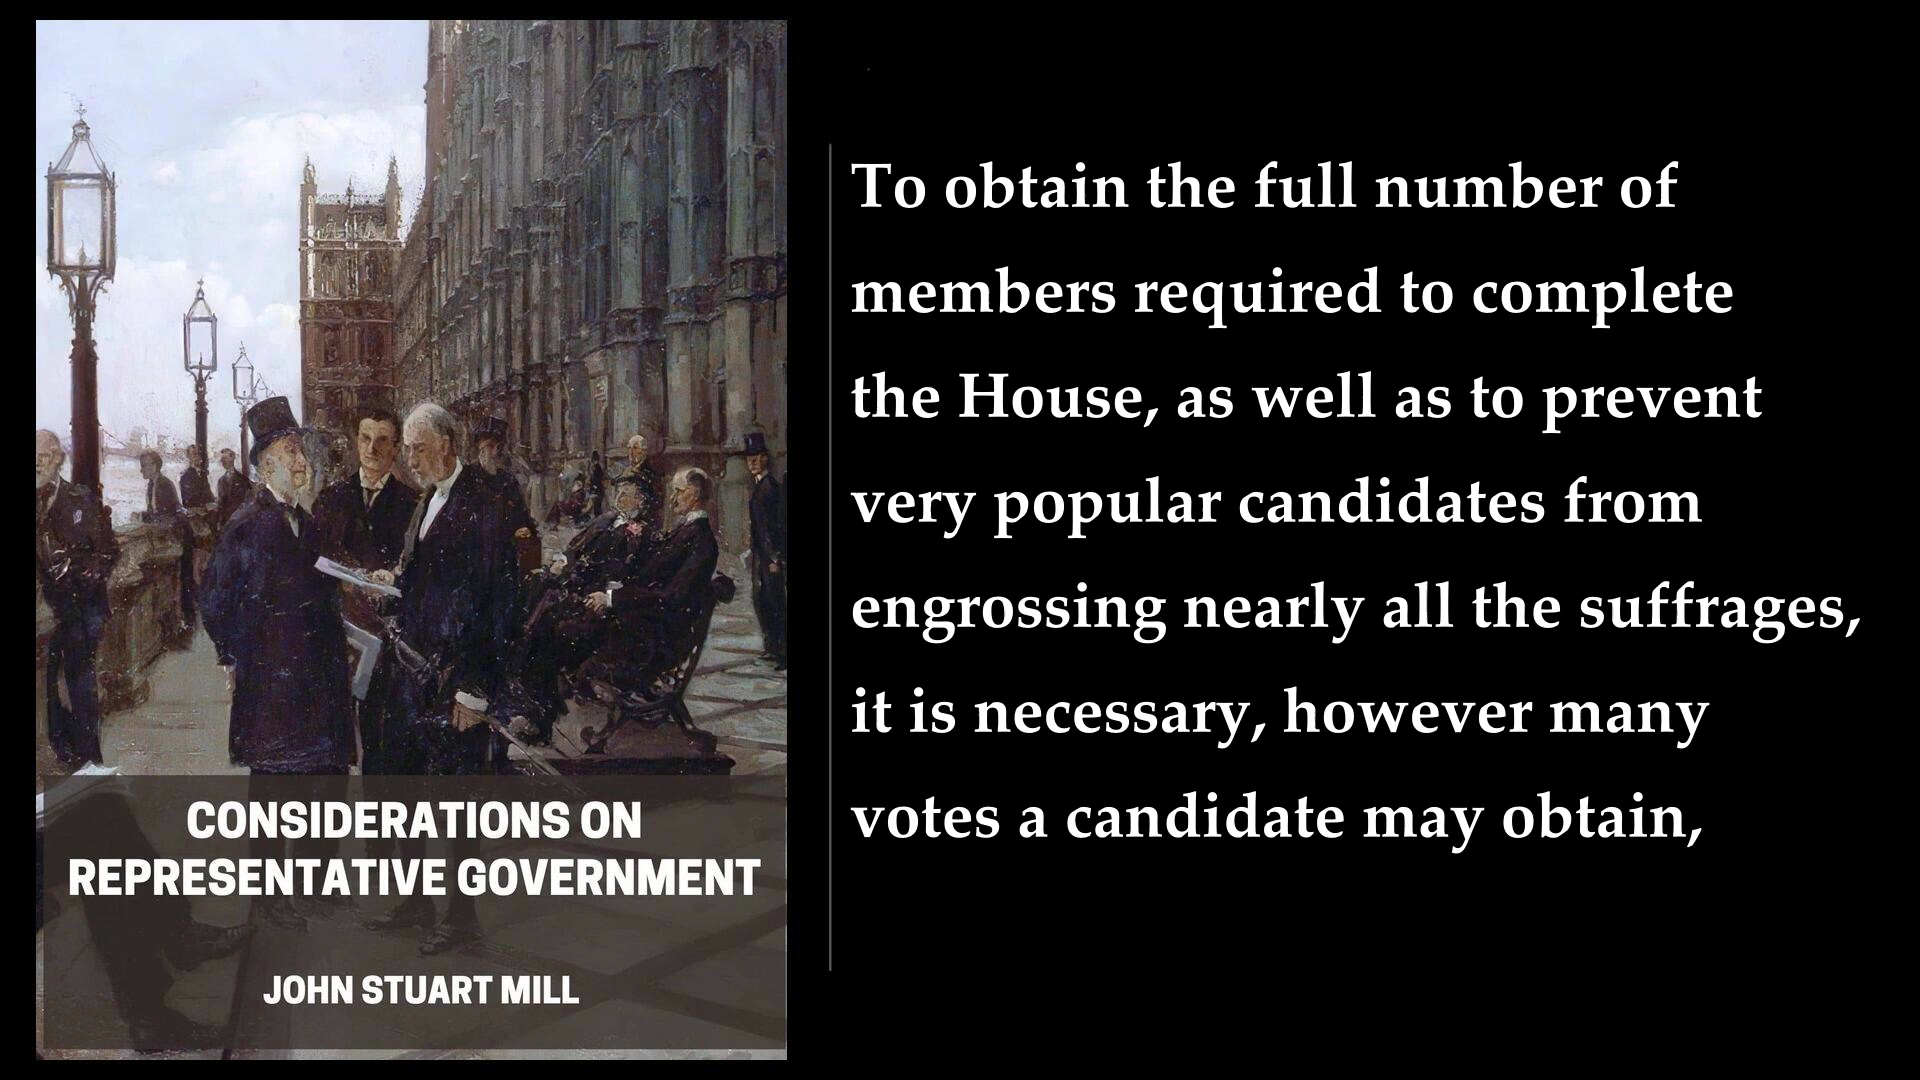 CONSIDERATIONS ON
REPRESENTATIVE GOVERNMENT
JOHN STUART MILL
To obtain the full number of
members required to complete
the House, as well as to prevent
very popular candidates from
engrossing nearly all the suffrages,
it is necessary, however many
votes a candidate may obtain,